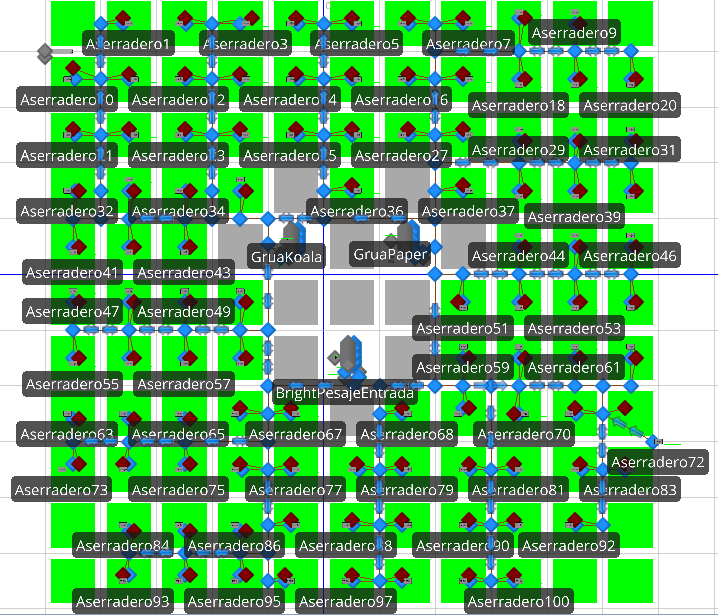 Aserradero9
Aserradero1 Aserradero3 Aserradero5 Aserradero7
Aserradero12 Aserradero14 Aserradero16 Aserradero18 Aserradero20
Aserradero29 Aserradero31
Aserradero11 Aserradero13 Aserradero27
Aserradero32 Aserradero34 Aserradero36 Aserradero37 Aserradero39
GruaKoala GruaPaper Aserradero44 Aserradero46
Aserradero41 Aserradero43
Aserradero47 Aserradero49
Aserradero51 Aserradero53
Aserradero59 Aserradero61
Aserradero55 Aserradero57
BrightPesajeEntrada
Aserradero63 Aserradero65 Aserradero67 Aserradero68 Aserradero70
Aserradero72
Aserradero73 Aserradero75 Aserradero77 Aserradero79 Aserradero81 Aserradero83
Aserradero84 Aserradero86 Aserradero90 Aserradero92
Aserradero93 Aserradero95 Aserradero97 Aserradero100